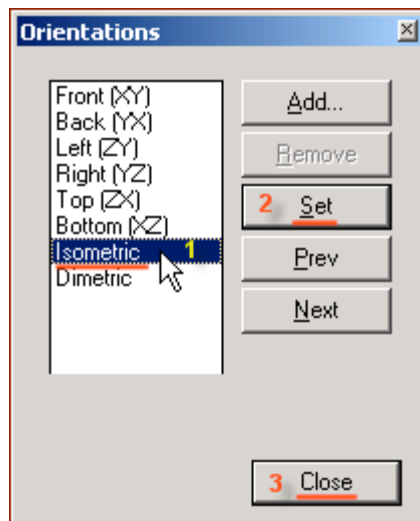 Orientations
Front (XY)
Back (YX)
Left (ZY)
Right (YZ)
Top (ZX)
Bottom (XZ)
Isometric 1
Dimetric
Add...
Remove
2 Set
Prev
Next
3 Close